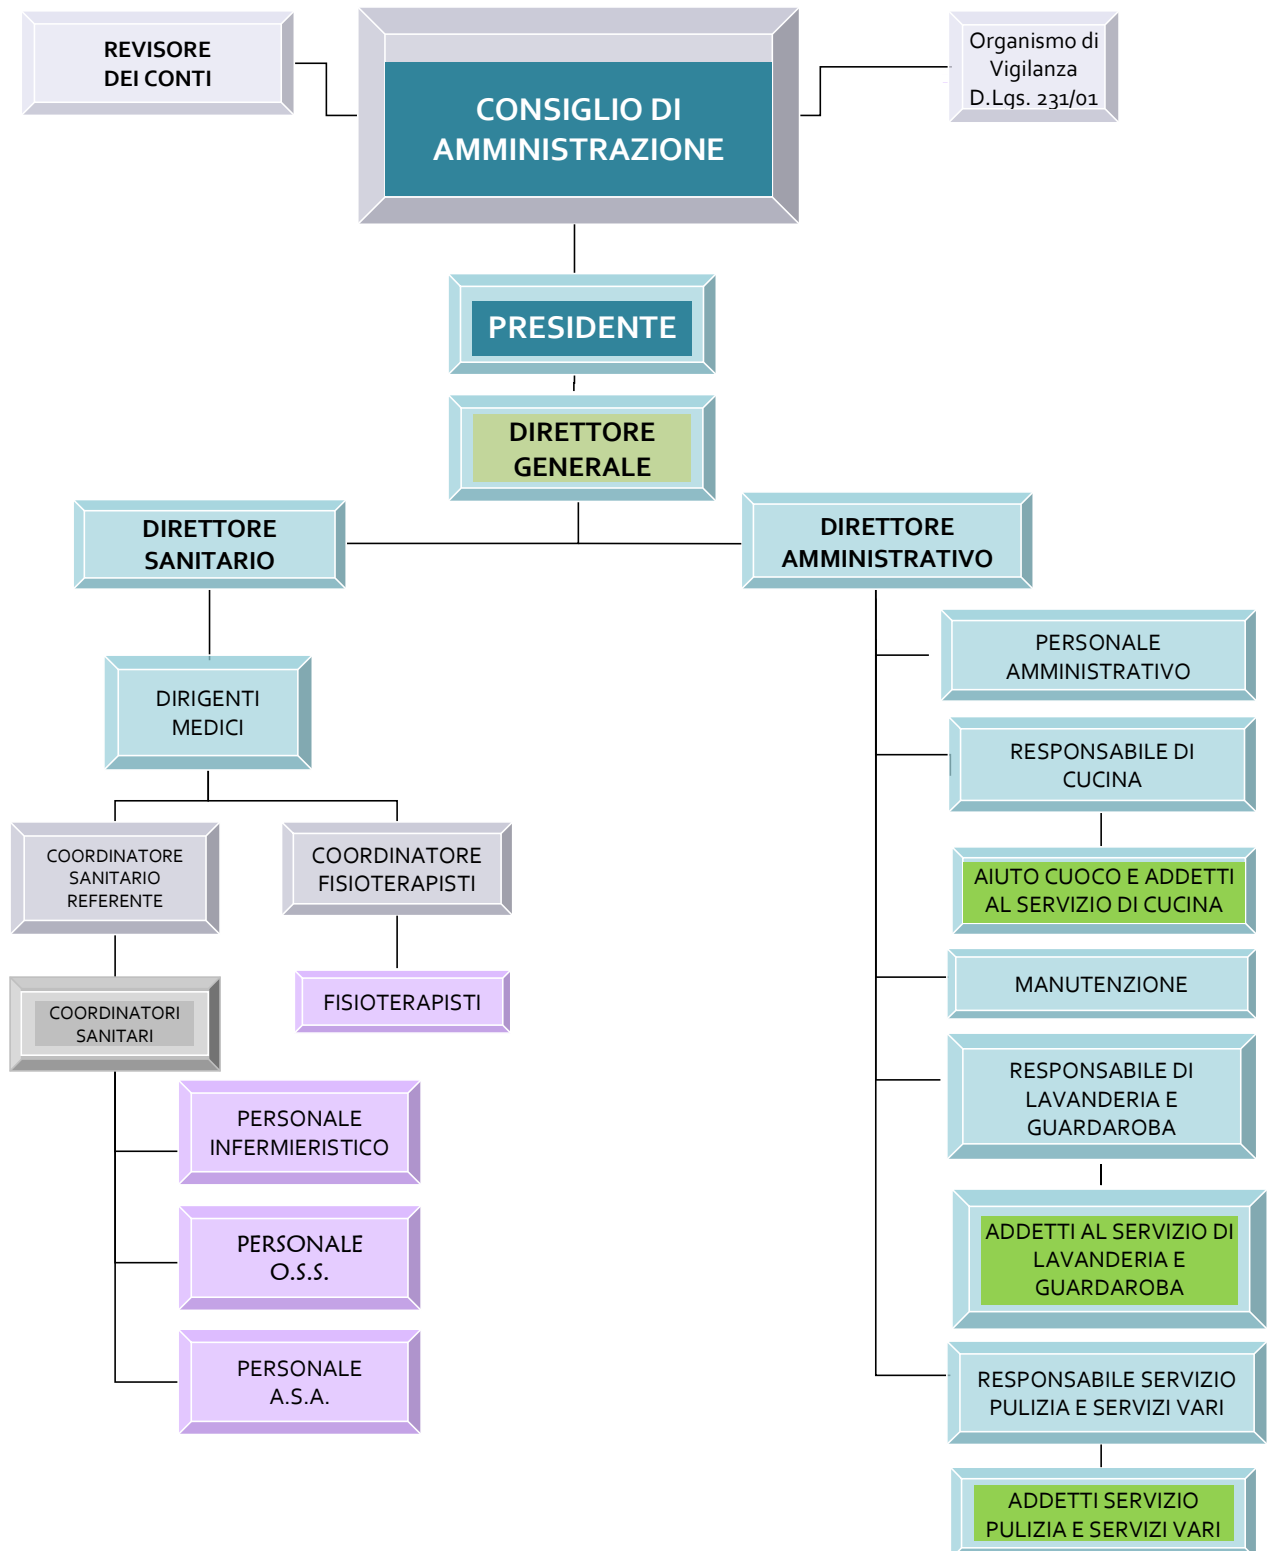 REVISORE
DEI CONTI
CONSIGLIO DI
AMMINISTRAZIONE
Organismo di
Vigilanza
D.Lgs. 231/01
PRESIDENTE
DIRETTORE
GENERALE
DIRETTORE
SANITARIO
DIRETTORE
AMMINISTRATIVO
DIRIGENTI
MEDICI
COORDINATORE
SANITARIO
REFERENTE
COORDINATORE
FISIOTERAPISTI
COORDINATORI
SANITARI
FISIOTERAPISTI
PERSONALE
INFERMIERISTICO
PERSONALE
O.S.S.
PERSONALE
A.S.A.
PERSONALE
AMMINISTRATIVO
RESPONSABILE DI
CUCINA
AIUTO CUOCO E ADDETTI
AL SERVIZIO DI CUCINA
MANUTENZIONE
RESPONSABILE DI
LAVANDERIA E
GUARDAROBA
ADDETTI AL SERVIZIO DI
LAVANDERIA E
GUARDAROBA
RESPONSABILE SERVIZIO
PULIZIA E SERVIZI VARI
ADDETTI SERVIZIO
PULIZIA E SERVIZI VARI